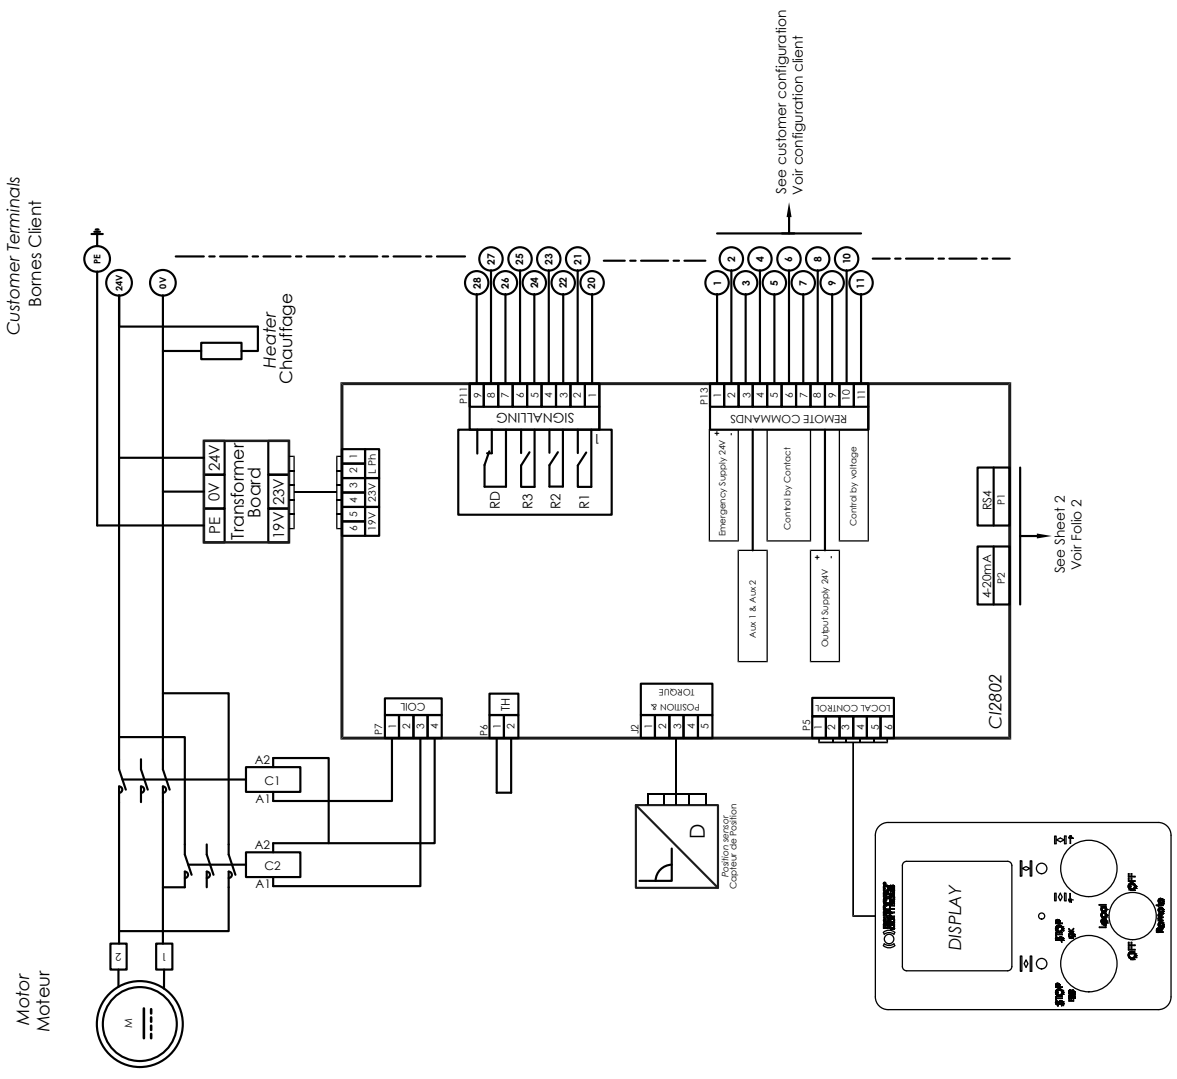 Customer Terminals
Bornes Client
PE
24V
0V
Heater
Chauffage
28
27
26
25
24
23
22
21
20
1
2
3
4
5
6
7
8
9
10
11
See customer configuration
Voir configuration client
PE 0V 24V
Transformer
Board
19V 23V
6 5 4 3 2 1
19V 23V L Ph
P11
9 8 7 6 5 4 3 2 1
SIGNALLING
1
RD
R3
R2
R1
P13
1 2 3 4 5 6 7 8 9 10 11
REMOTE COMMANDS
Emergency Supply 24V
+
-
Aux 1 & Aux 2
Control by Contact
Output Supply 24V
+
-
Control by voltage
RS4
P1
4-20mA
P2
See Sheet 2
Voir Folio 2
CI2802
P7
COIL
1 2 3 4
P6
TH
1 2
J2
POSITION &
TORQUE
1 2 3 4 5
P5
LOCAL CONTROL
1 2 3 4 5 6
A2
C1
A1
A2
C2
A1
D
Position sensor
Capteur de Position
DISPLAY
STOP
OK
STOP
OFF
Local
OFF
Remote
2
1
M
Motor
Moteur